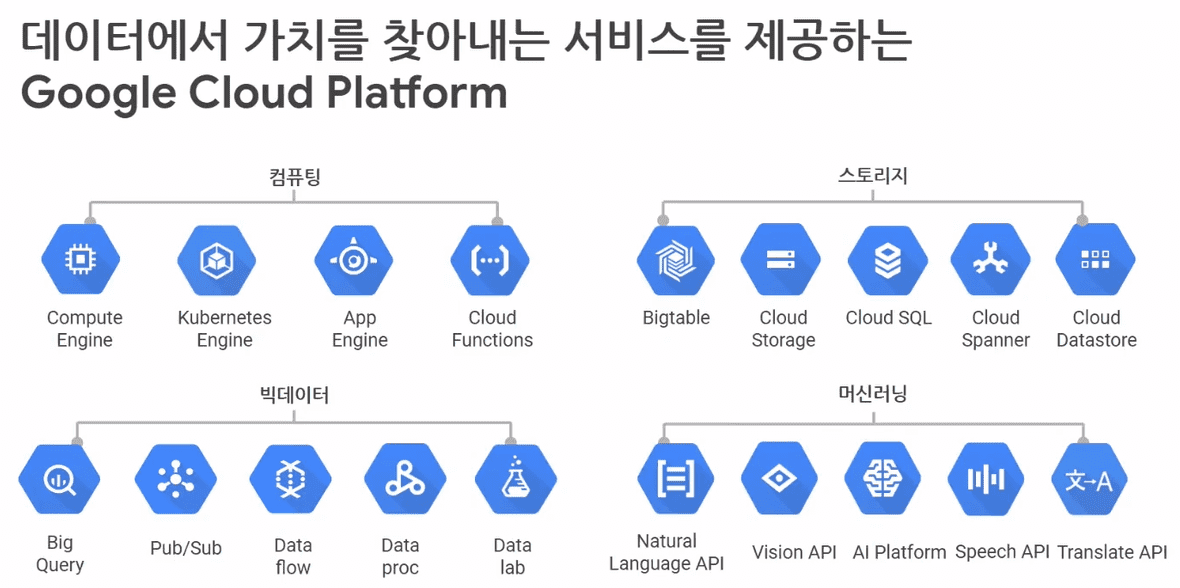 데이터에서 가치를 찾아내는 서비스를 제공하는
Google Cloud Platform
컴퓨팅
Compute
Engine
Kubernetes
Engine
App
Engine
Cloud
Functions
스토리지
Bigtable
Cloud
Storage
Cloud SQL
Cloud
Spanner
Cloud
Datastore
빅데이터
Big
Query
Pub/Sub
Data
flow
Data
proc
Data
lab
머신러닝
Natural
Language API
Vision API
AI Platform
Speech API
文→A
Translate API